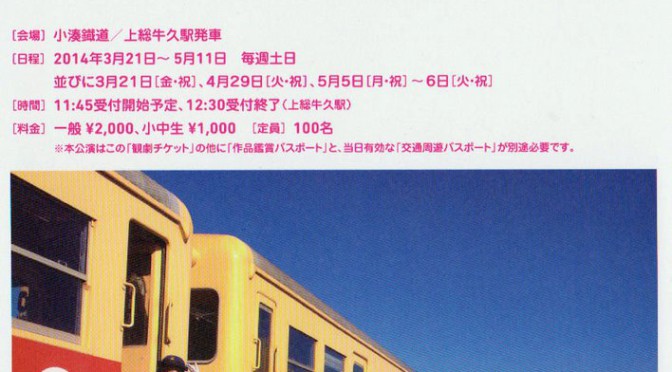 ［会場］ 小湊鐵道／上総牛久駅発車
［日程］ 2014年3月21日〜5月11日　毎週土日
並びに3月21日［金・祝］、4月29日［火・祝］、5月5日［月・祝］〜6日［火・祝］
［時間］ 11:45受付開始予定、12:30受付終了（上総牛久駅）
［料金］ 一般 ¥2,000、小中生 ¥1,000　［定員］ 100名
※本公演はこの「観劇チケット」の他に「作品鑑賞パスポート」と、当日有効な「交通周遊パスポート」が別途必要です。